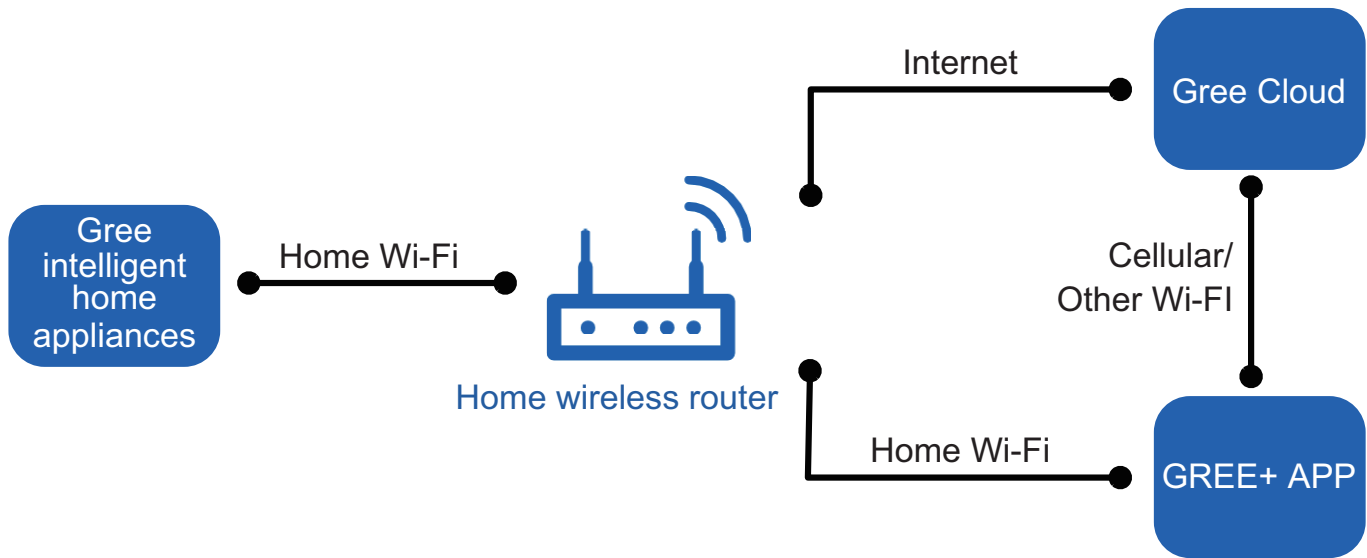 Internet
Gree Cloud
Gree
intelligent
home
appliances
Home Wi-Fi
Cellular/
Other Wi-FI
Home wireless router
Home Wi-Fi
GREE+ APP